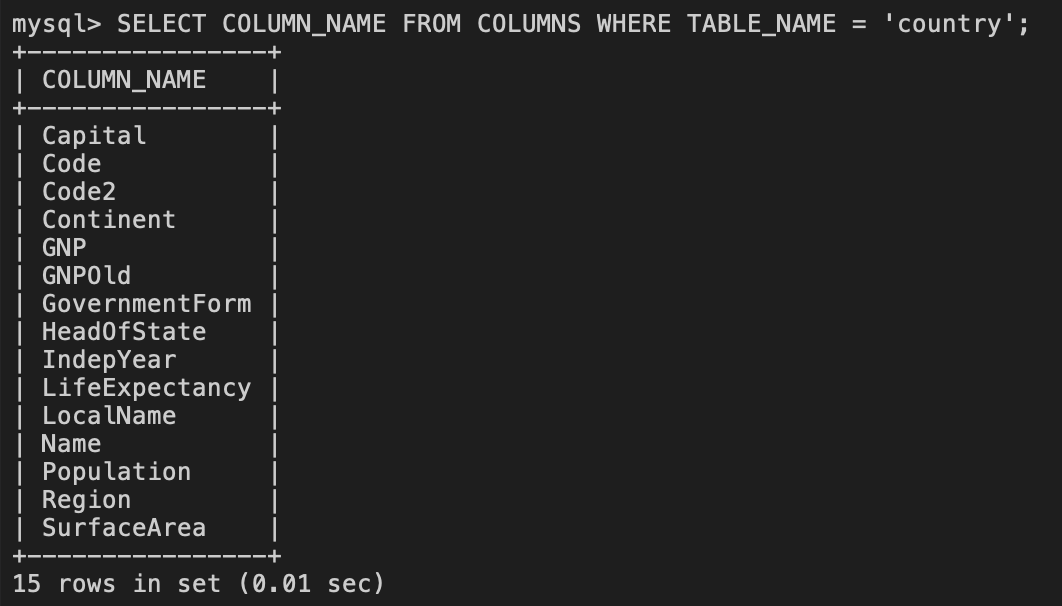 mysql> SELECT COLUMN_NAME FROM COLUMNS WHERE TABLE_NAME = 'country';
+----------------+
| COLUMN_NAME    |
+----------------+
| Capital        |
| Code           |
| Code2          |
| Continent      |
| GNP            |
| GNPOld         |
| GovernmentForm |
| HeadOfState    |
| IndepYear      |
| LifeExpectancy |
| LocalName      |
| Name           |
| Population     |
| Region         |
| SurfaceArea    |
+----------------+
15 rows in set (0.01 sec)